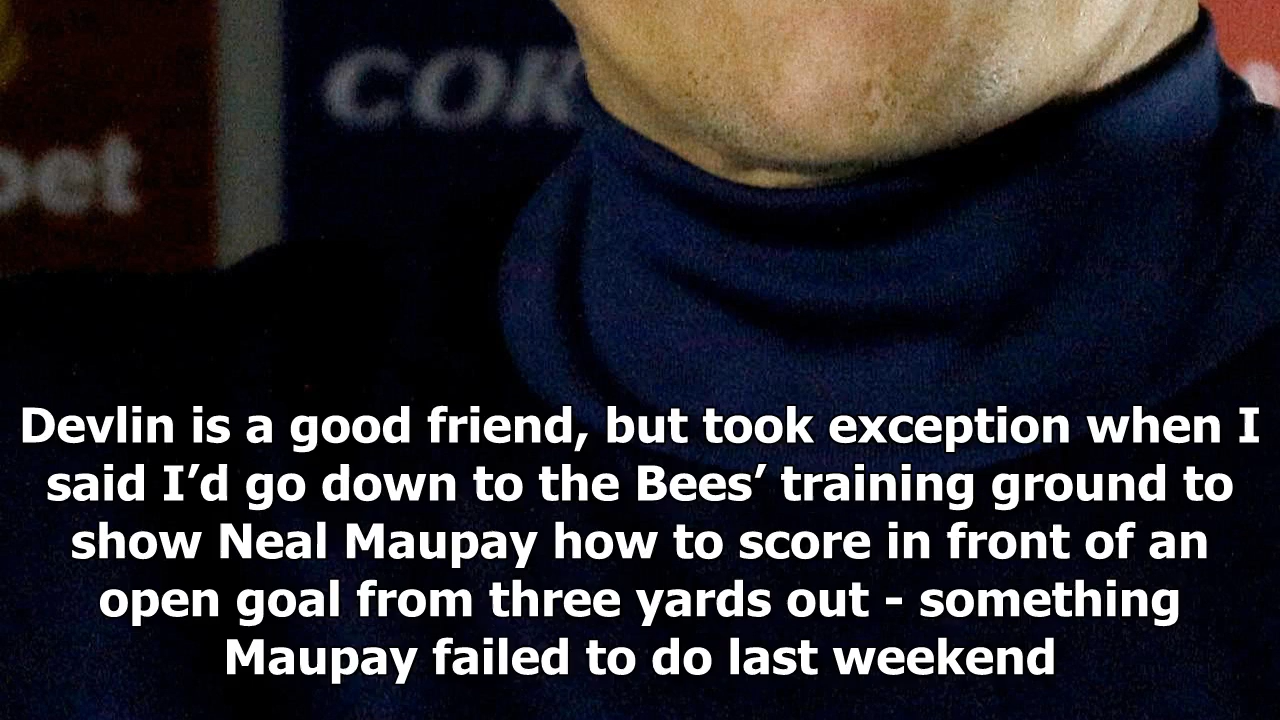 COR
bet
Devlin is a good friend, but took exception when I
said I’d go down to the Bees’ training ground to
show Neal Maupay how to score in front of an
open goal from three yards out - something
Maupay failed to do last weekend